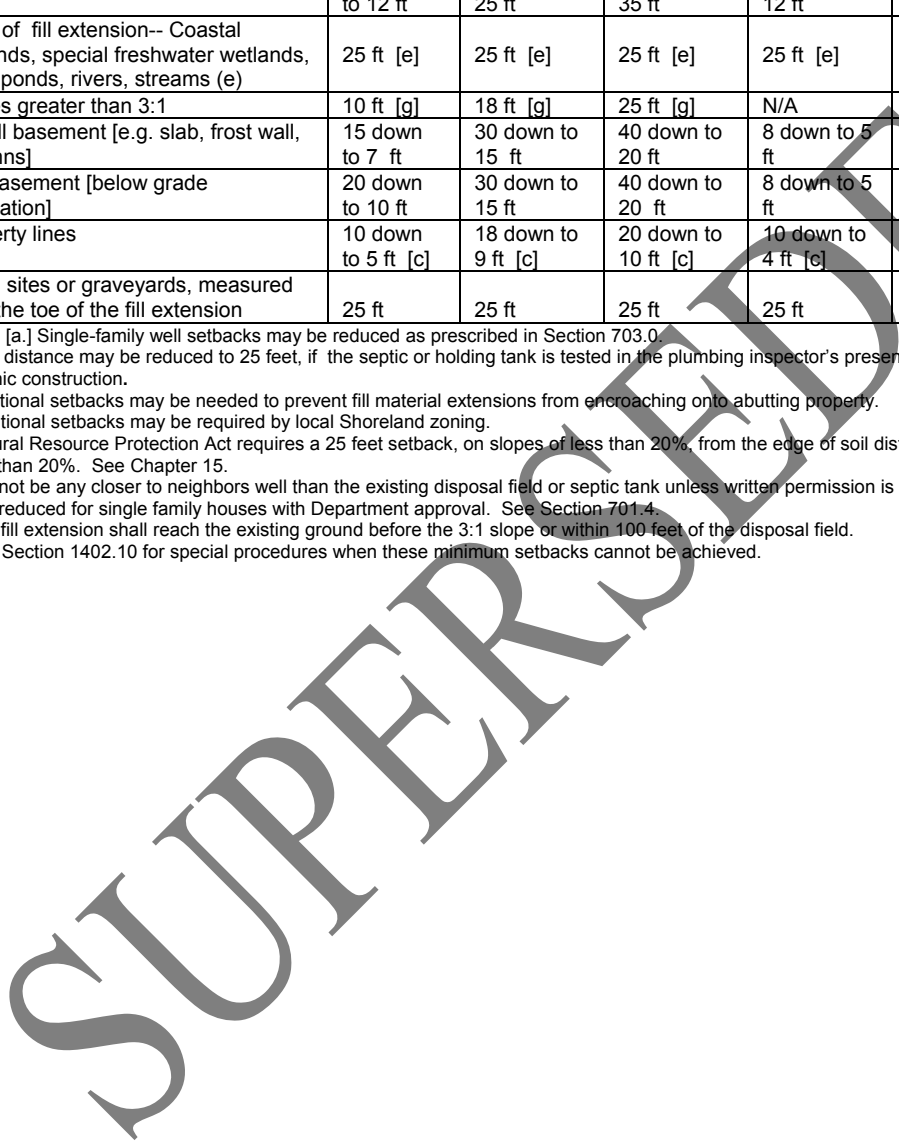 to 12 ft 25 ft 35 ft 12 ft
of fill extension-- Coastal
nds, special freshwater wetlands, 25 ft [e] 25 ft [e] 25 ft [e] 25 ft [e]
ponds, rivers, streams (e)
s greater than 3:1 10 ft [g] 18 ft [g] 25 ft [g] N/A
ll basement [e.g. slab, frost wall, 15 down 30 down to 40 down to 8 down to 5
ns] to 7 ft 15 ft 20 ft ft
asement [below grade 20 down 30 down to 40 down to 8 down to 5
ation] to 10 ft 15 ft 20 ft ft
erty lines 10 down 18 down to 20 down to 10 down to
to 5 ft [c] 9 ft [c] 10 ft [c] 4 ft [c]
sites or graveyards, measured
the toe of the fill extension 25 ft 25 ft 25 ft 25 ft
[a.] Single-family well setbacks may be reduced as prescribed in Section 703.0.
distance may be reduced to 25 feet, if the septic or holding tank is tested in the plumbing inspector's presen
nic construction.
tional setbacks may be needed to prevent fill material extensions from encroaching onto abutting property.
tional setbacks may be required by local Shoreland zoning.
ural Resource Protection Act requires a 25 feet setback, on slopes of less than 20%, from the edge of soil dist
than 20%. See Chapter 15.
not be any closer to neighbors well than the existing disposal field or septic tank unless written permission is
reduced for single family houses with Department approval. See Section 701.4.
fill extension shall reach the existing ground before the 3:1 slope or within 100 feet of the disposal field.
Section 1402.10 for special procedures when these minimum setbacks cannot be achieved.
SUPERSED